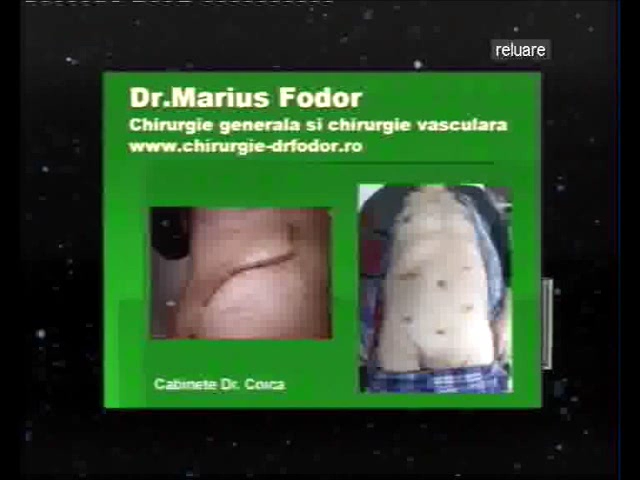 reluare
Dr.Marius Fodor
Chirurgie generala si chirurgie vasculara
www.chirurgie-drfodor.ro
Cabinete Dr. Coica